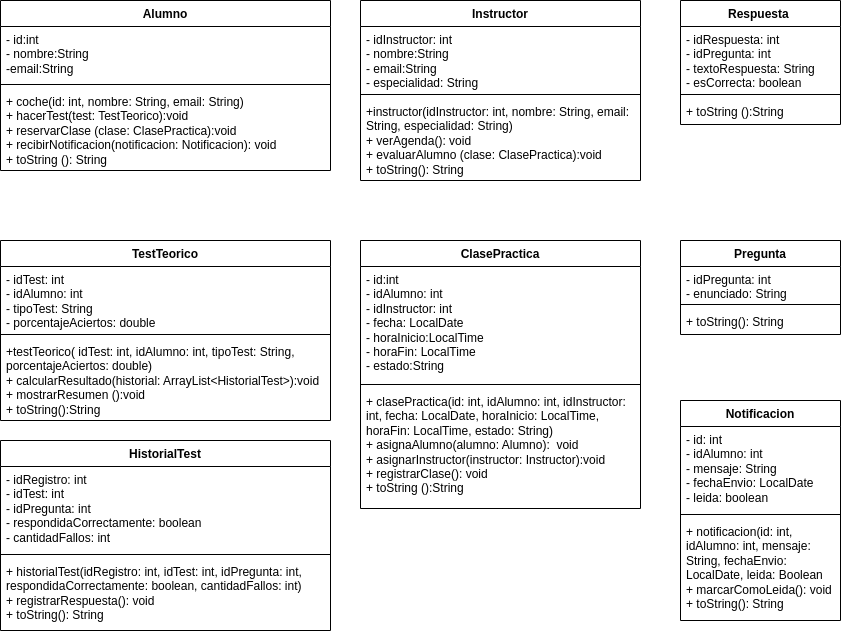 Alumno
- id:int
- nombre:String
-email:String
+ coche(id: int, nombre: String, email: String)
+ hacerTest(test: TestTeorico):void
+ reservarClase (clase: ClasePractica):void
+ recibirNotificacion(notificacion: Notificacion): void
+ toString (): String
Instructor
- idInstructor: int
- nombre:String
- email:String
- especialidad: String
+instructor(idInstructor: int, nombre: String, email:
String, especialidad: String)
+ verAgenda(): void
+ evaluarAlumno (clase: ClasePractica):void
+ toString(): String
Respuesta
- idRespuesta: int
- idPregunta: int
- textoRespuesta: String
- esCorrecta: boolean
+ toString ():String
TestTeorico
- idTest: int
- idAlumno: int
- tipoTest: String
- porcentajeAciertos: double
+testTeorico( idTest: int, idAlumno: int, tipoTest: String,
porcentajeAciertos: double)
+ calcularResultado(historial: ArrayList<HistorialTest>):void
+ mostrarResumen ():void
+ toString():String
ClasePractica
- id:int
- idAlumno: int
- idInstructor: int
- fecha: LocalDate
- horaInicio:LocalTime
- horaFin: LocalTime
- estado:String
+ clasePractica(id: int, idAlumno: int, idInstructor:
int, fecha: LocalDate, horaInicio: LocalTime,
horaFin: LocalTime, estado: String)
+ asignaAlumno(alumno: Alumno):  void
+ asignarInstructor(instructor: Instructor):void
+ registrarClase(): void
+ toString ():String
Pregunta
- idPregunta: int
- enunciado: String
+ toString(): String
HistorialTest
- idRegistro: int
- idTest: int
- idPregunta: int
- respondidaCorrectamente: boolean
- cantidadFallos: int
+ historialTest(idRegistro: int, idTest: int, idPregunta: int,
respondidaCorrectamente: boolean, cantidadFallos: int)
+ registrarRespuesta(): void
+ toString(): String
Notificacion
- id: int
- idAlumno: int
- mensaje: String
- fechaEnvio: LocalDate
- leida: boolean
+ notificacion(id: int,
idAlumno: int, mensaje:
String, fechaEnvio:
LocalDate, leida: Boolean
+ marcarComoLeida(): void
+ toString(): String